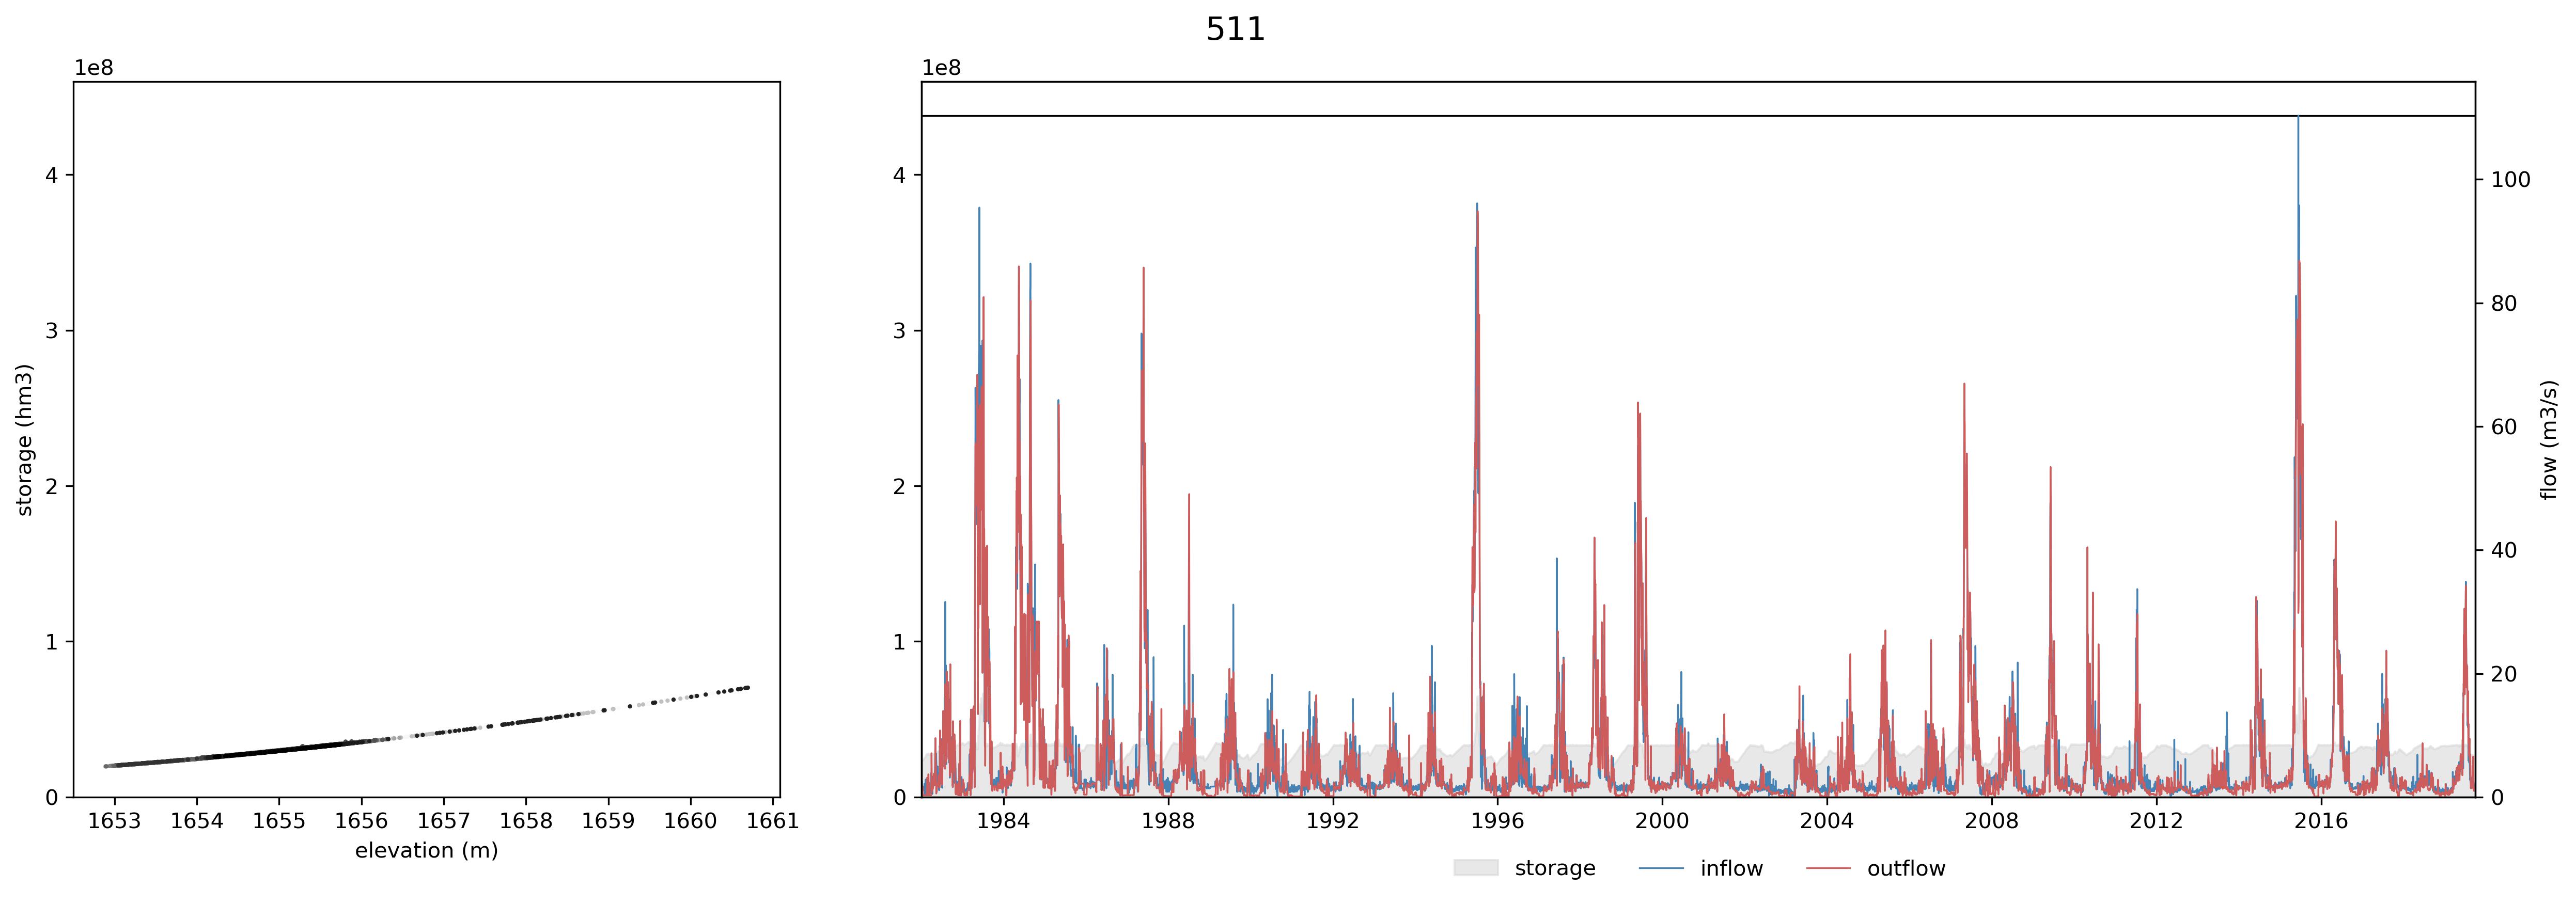 511
1e8
1e8
4
3
2
1
0
4
3
2
1
0
100
80
60
40
20
0
storage (hm3)
flow (m3/s)
1653 1654 1655 1656 1657 1658 1659 1660 1661
1984 1988 1992 1996 2000 2004 2008 2012 2016
elevation (m)
storage inflow outflow